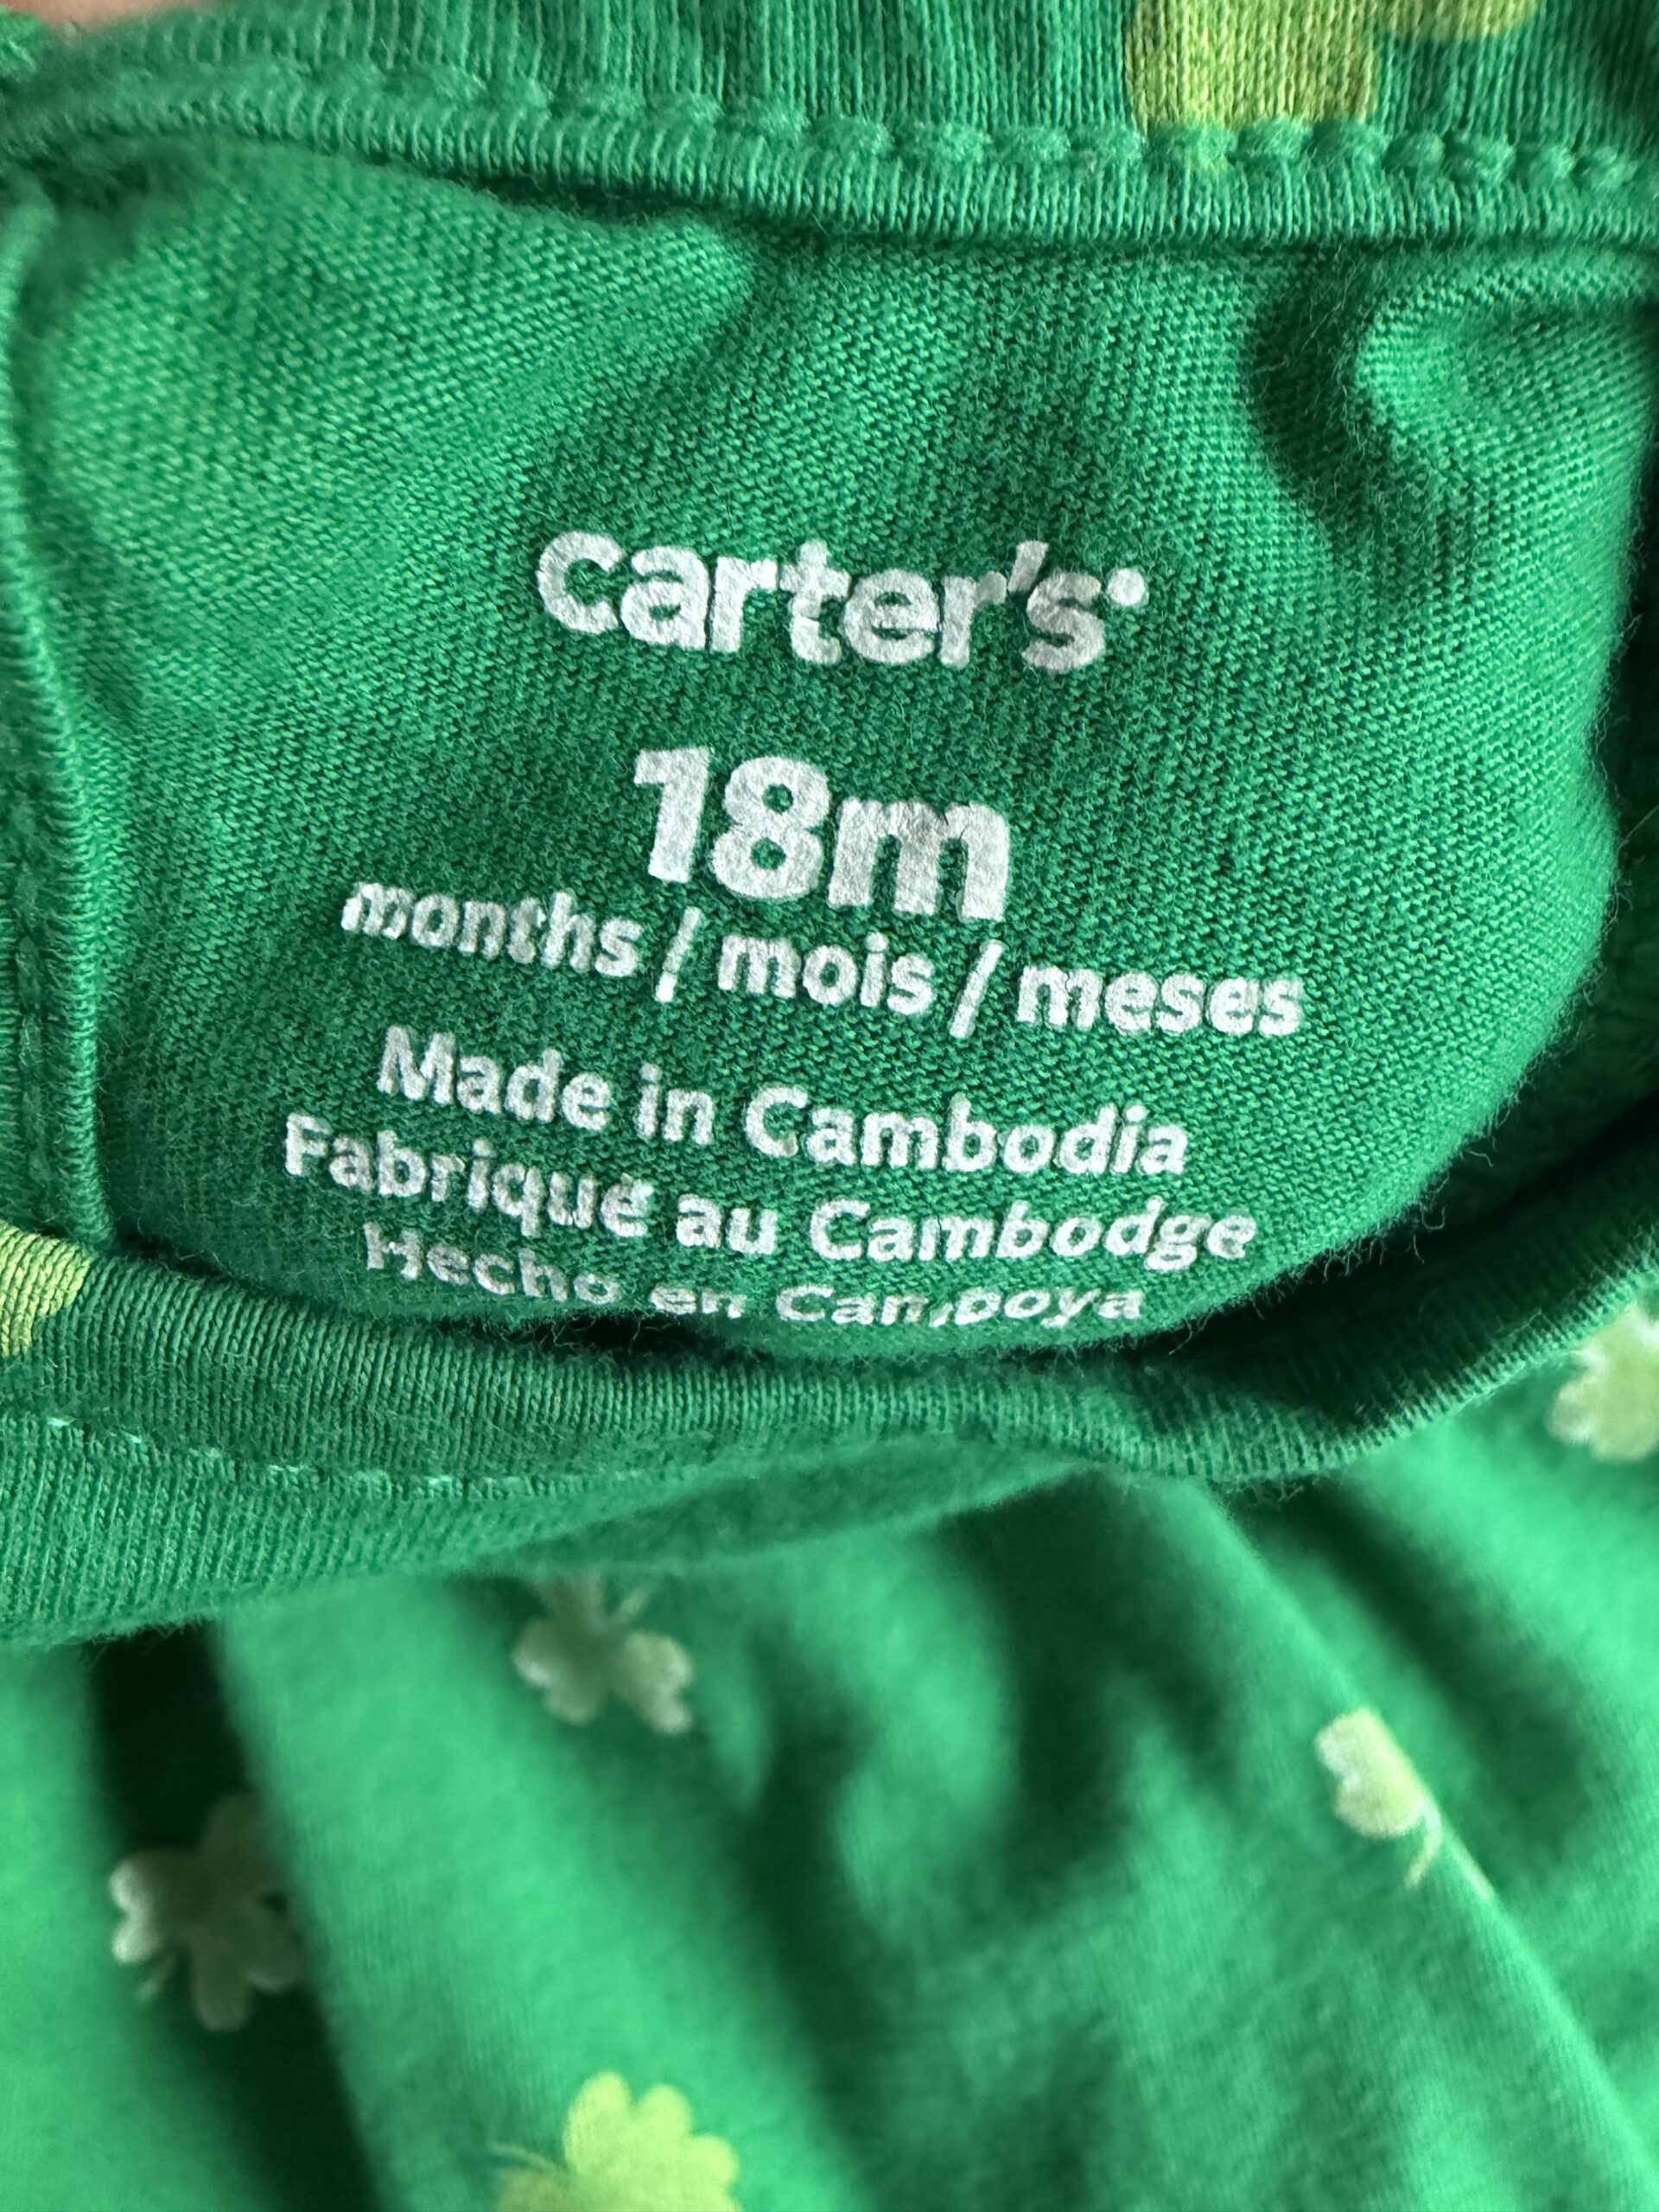 carter's
18m
months / mois / meses
Made in Cambodia
Fabriqué au Cambodge
Hecho en Camboya